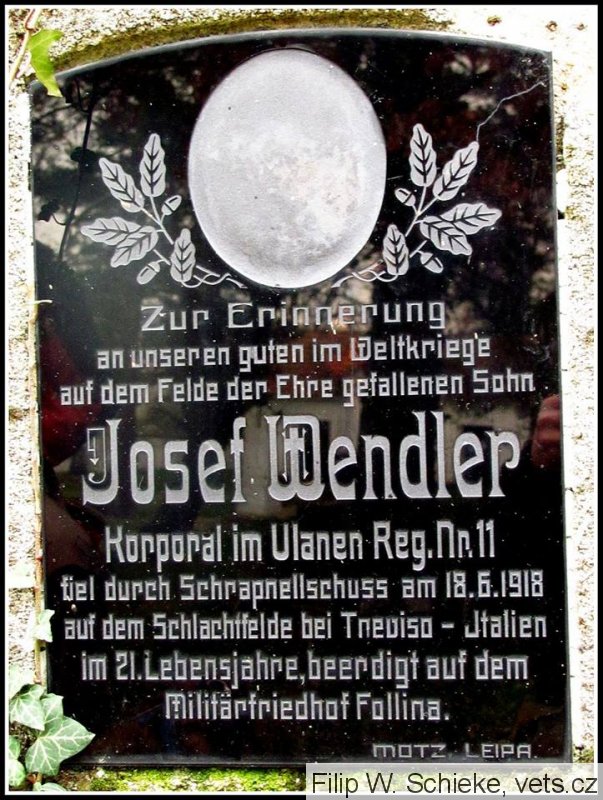 Zur Erinnerung
an unseren guten im Weltkriege
auf dem Felde der Ehre gefallenen Sohn
Josef Wendler
Korporal im Ulanen Reg. Nr. 11
fiel durch Schrapnellschuss am 18.6.1918
auf dem Schlachtfelde bei Treviso - Jtalien
im 21. Lebensjahre, beerdigt auf dem
Militärfriedhof Follina.
MOTZ, LEIPA.
Filip W. Schieke, vets.cz